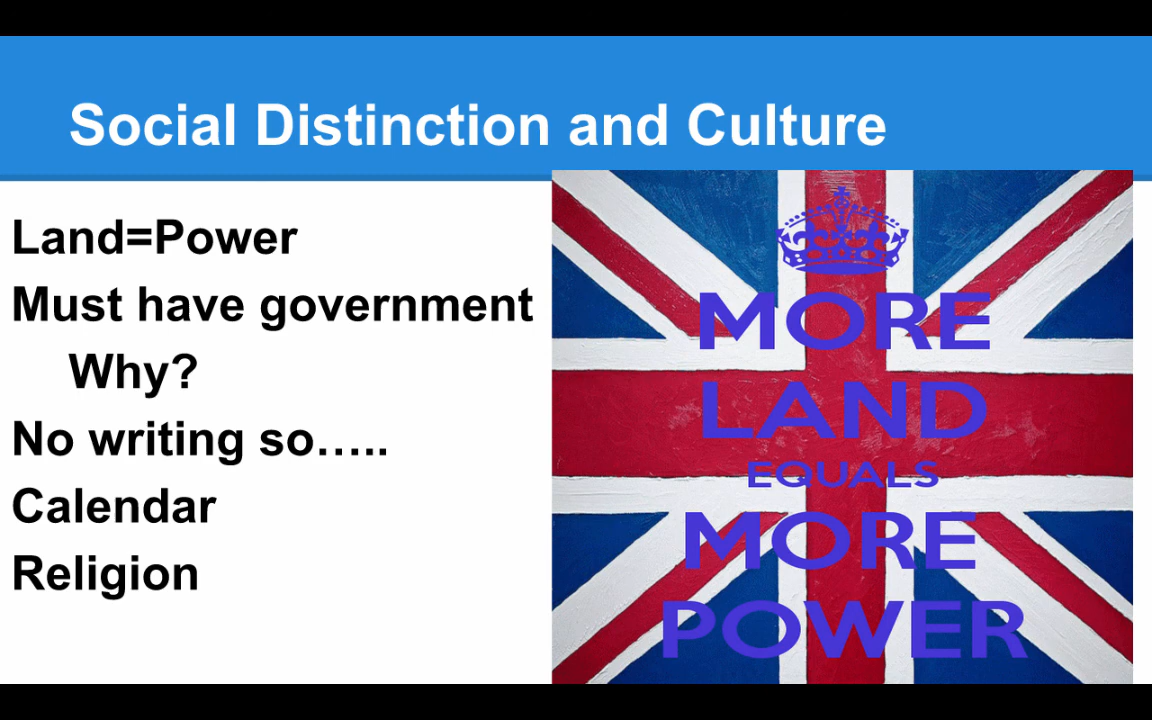 Social Distinction and Culture
Land=Power
Must have government
Why?
No writing so…..
Calendar
Religion
MORE
LAND
EQUALS
MORE
POWER